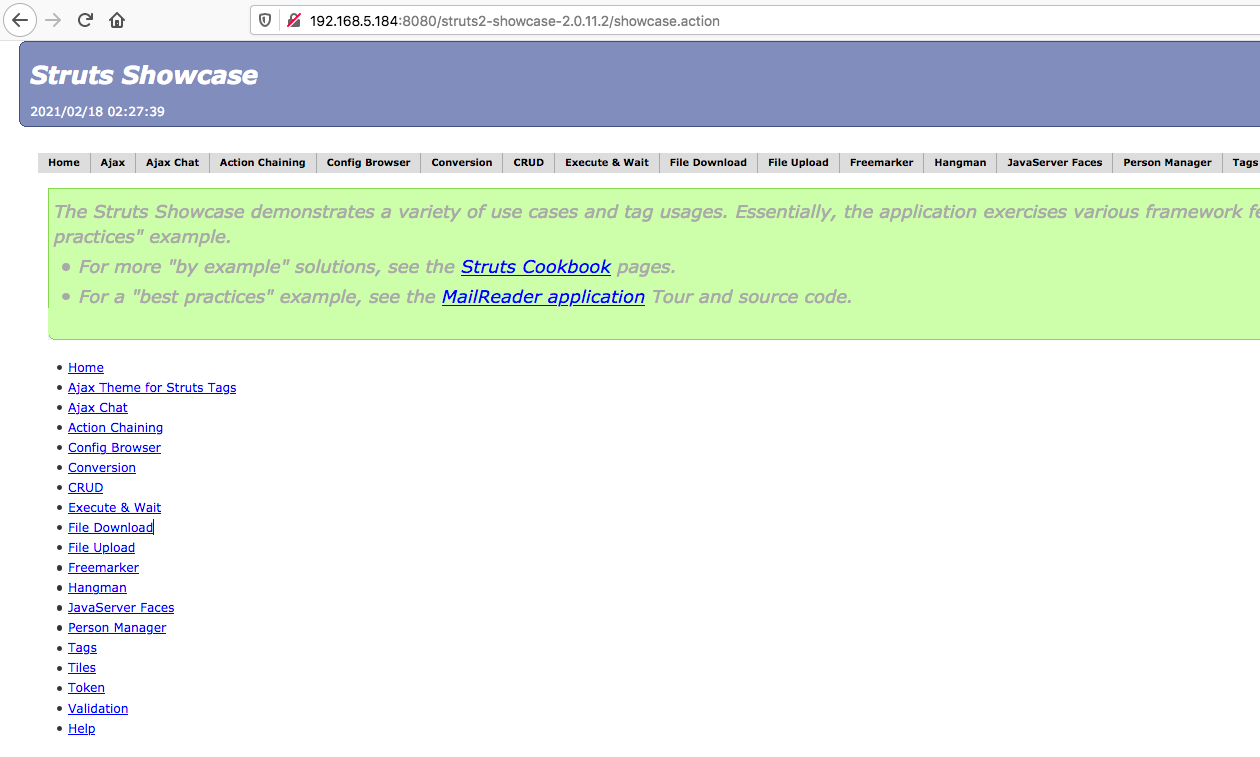 192.168.5.184:8080/struts2-showcase-2.0.11.2/showcase.action
Struts Showcase
2021/02/18 02:27:39
Home Ajax Ajax Chat Action Chaining Config Browser Conversion CRUD Execute & Wait File Download File Upload Freemarker Hangman JavaServer Faces Person Manager Tags
The Struts Showcase demonstrates a variety of use cases and tag usages. Essentially, the application exercises various framework fe
practices" example.
• For more "by example" solutions, see the Struts Cookbook pages.
• For a "best practices" example, see the MailReader application Tour and source code.
• Home
• Ajax Theme for Struts Tags
• Ajax Chat
• Action Chaining
• Config Browser
• Conversion
• CRUD
• Execute & Wait
• File Download
• File Upload
• Freemarker
• Hangman
• JavaServer Faces
• Person Manager
• Tags
• Tiles
• Token
• Validation
• Help